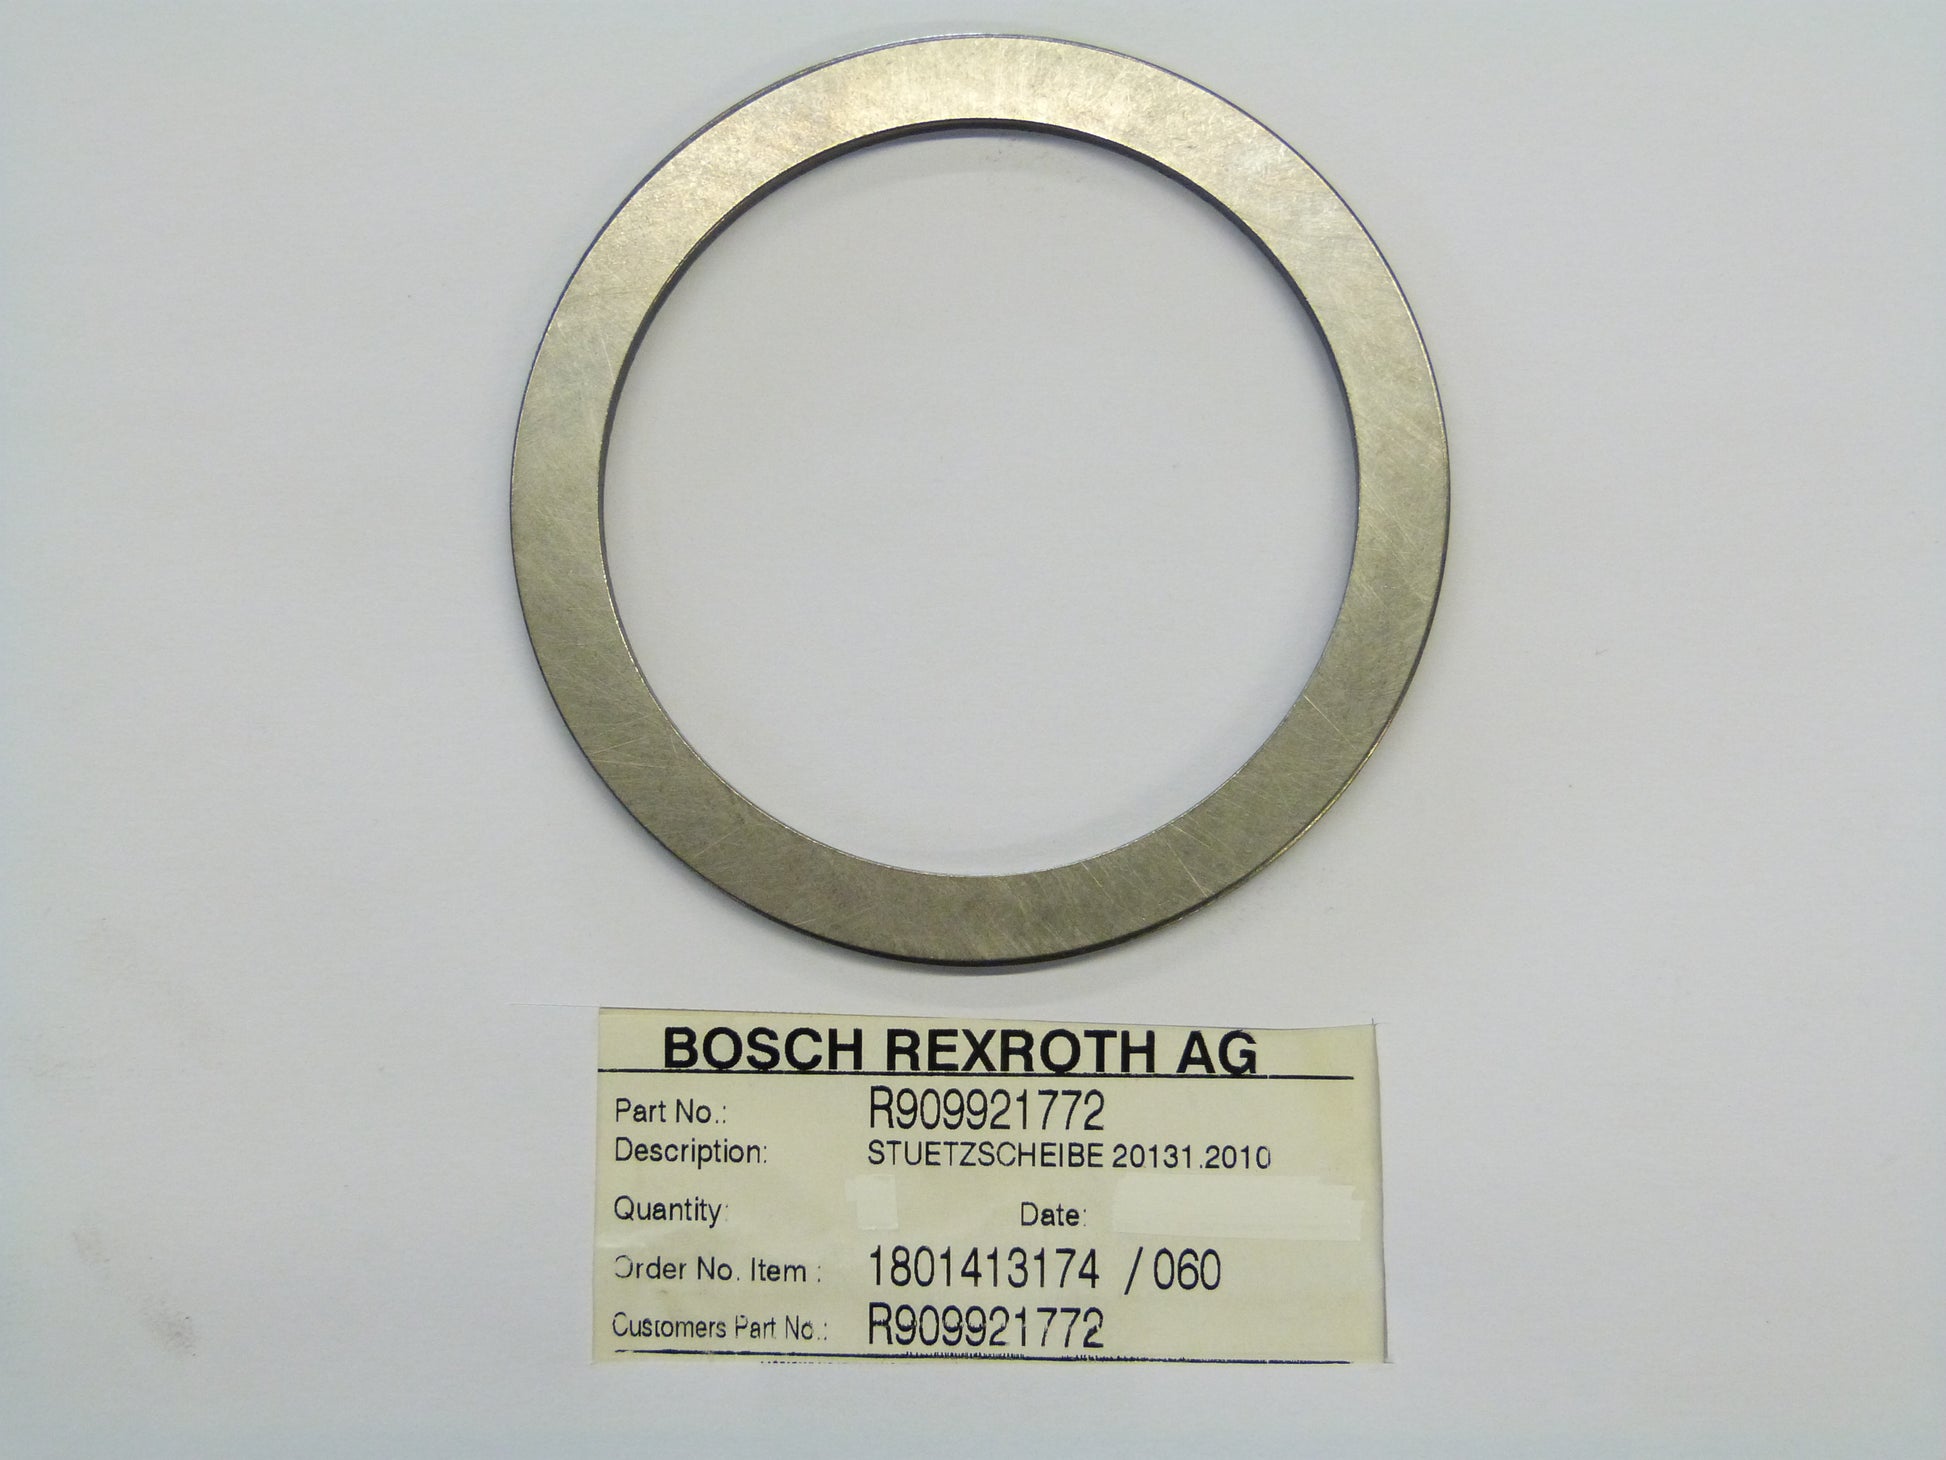 BOSCH REXROTH AG
Part No.: R909921772
Description: STUETZSCHEIBE 20131.2010
Quantity: Date:
Order No. Item : 1801413174 / 060
Customers Part No.: R909921772